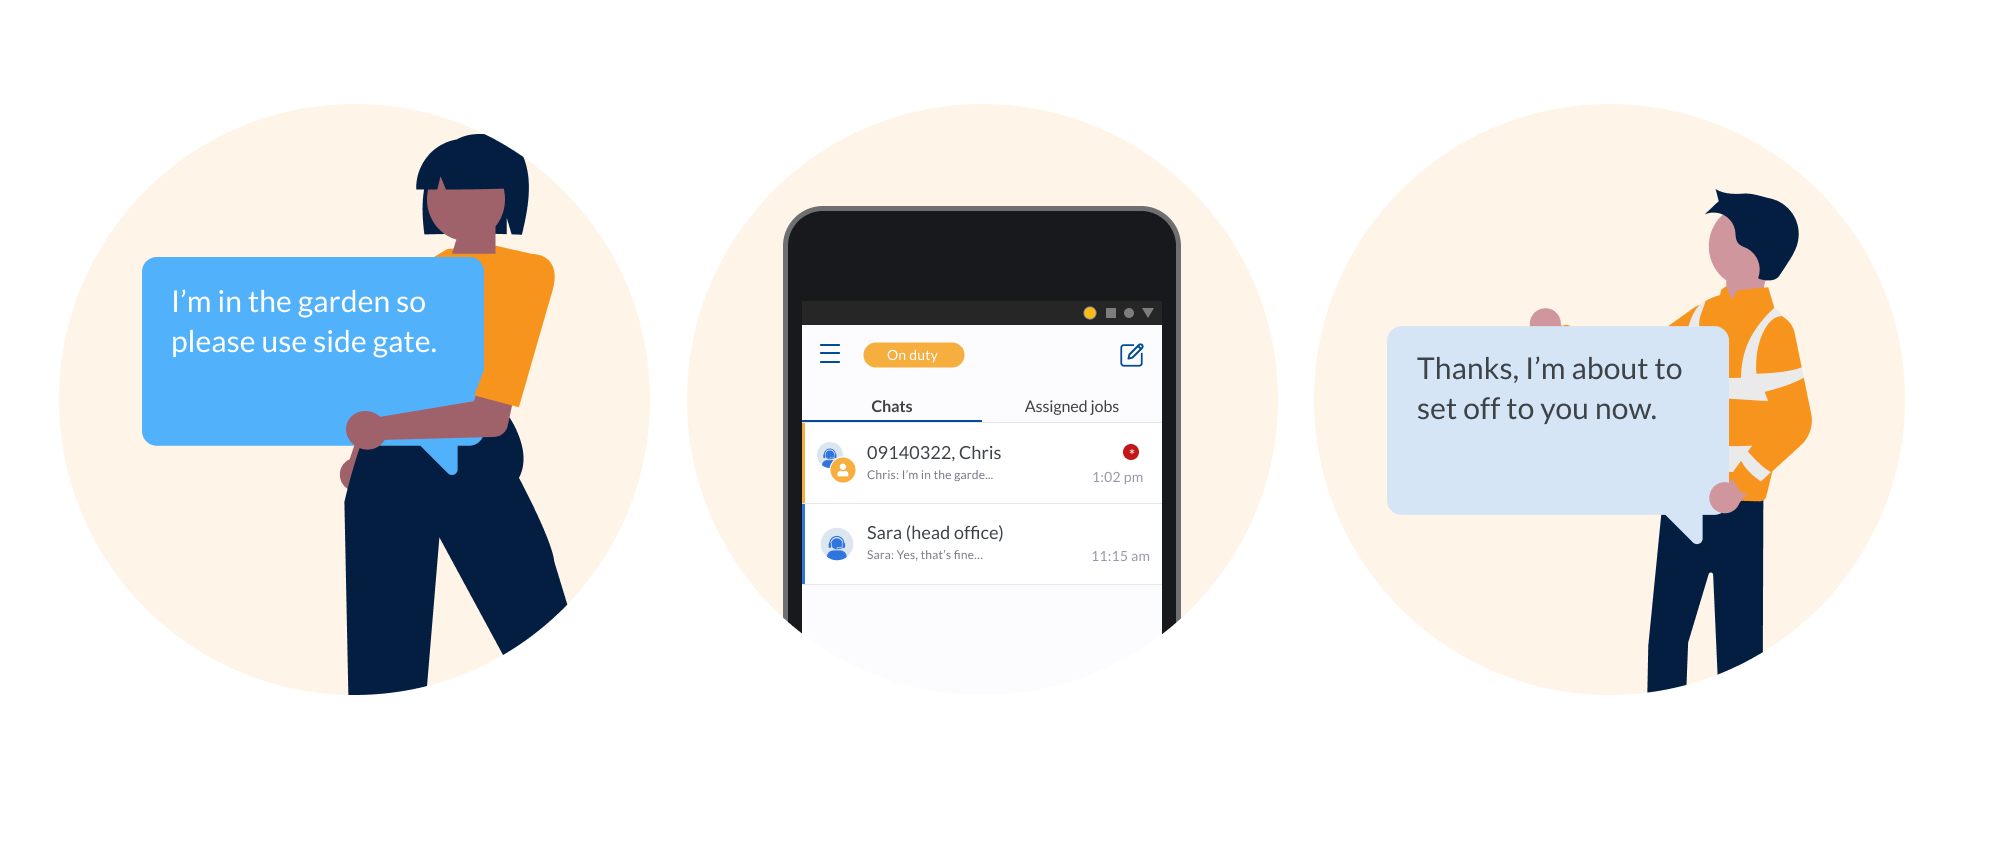 I’m in the garden so
please use side gate.
On duty
Chats
Assigned jobs
09140322, Chris
Chris: I’m in the garde...
*
1:02 pm
Sara (head office)
Sara: Yes, that’s fine...
11:15 am
Thanks, I’m about to
set off to you now.